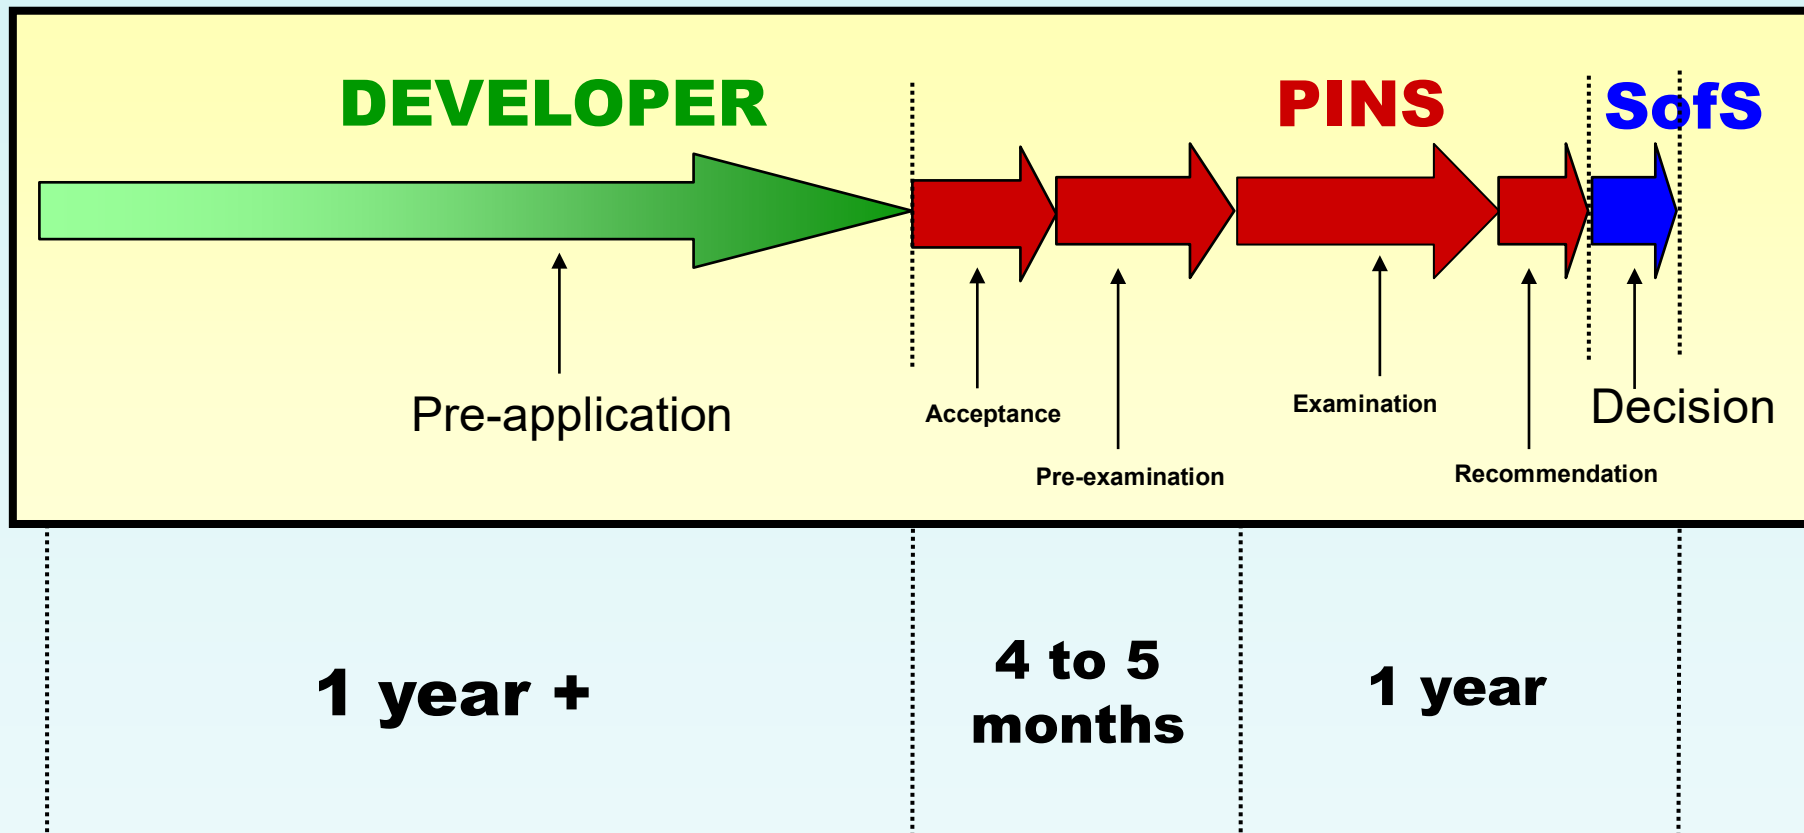 DEVELOPER
PINS
SofS
Pre-application
Acceptance
Pre-examination
Examination
Recommendation
Decision
1 year +
4 to 5
months
1 year